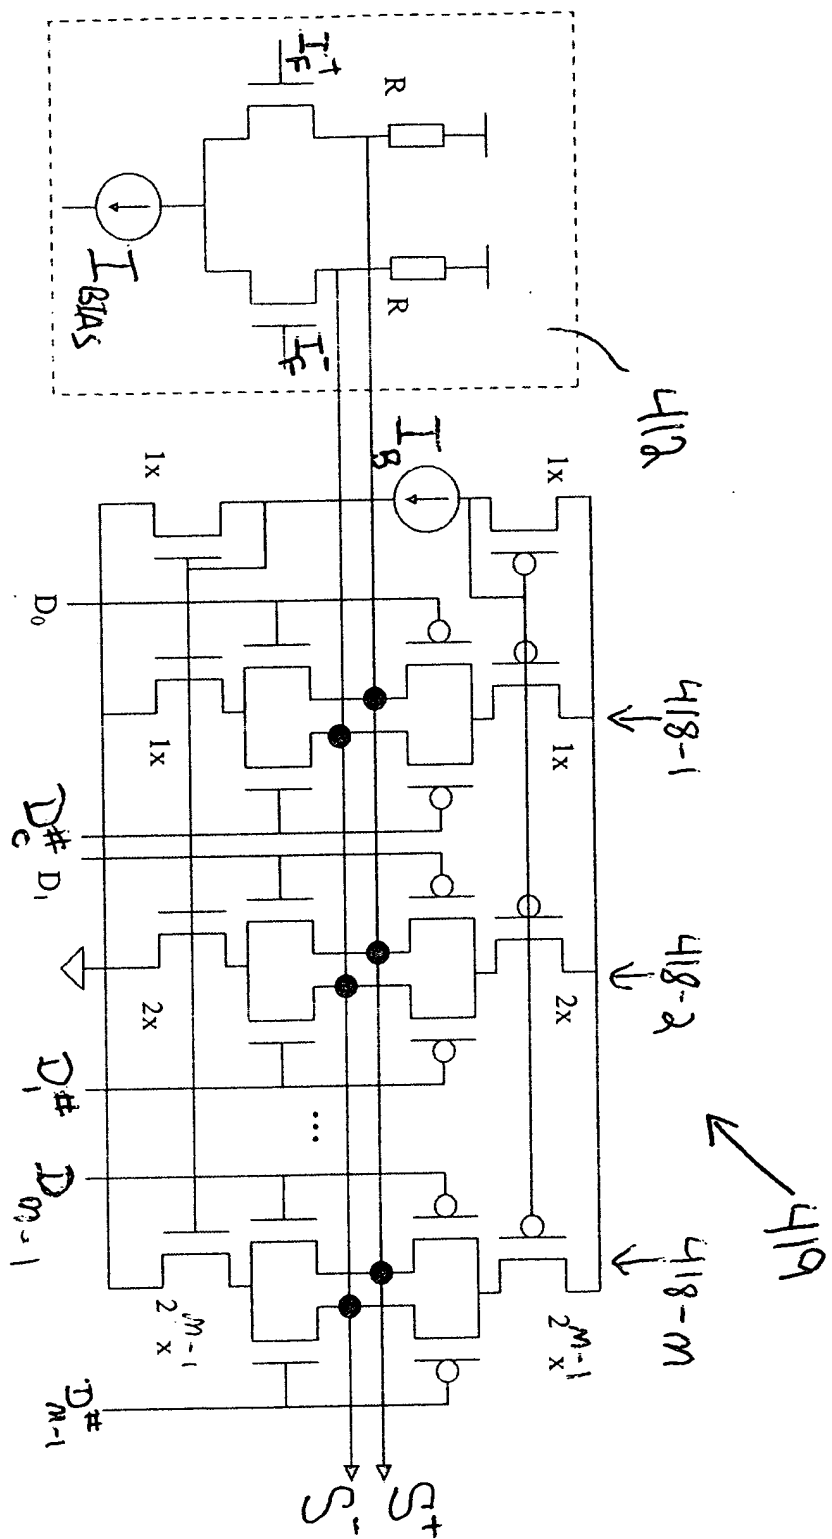 I_F^+
R
R
I_F^-
I_BIAS
412
I_B
1x
1x
D_0
418-1
1x
1x
D_C^#
D_1
418-2
2x
2x
D_1^#
...
419
D_m-1
418-m
2^m-1 x
2^m-1 x
D_m-1^#
S^+
S^-